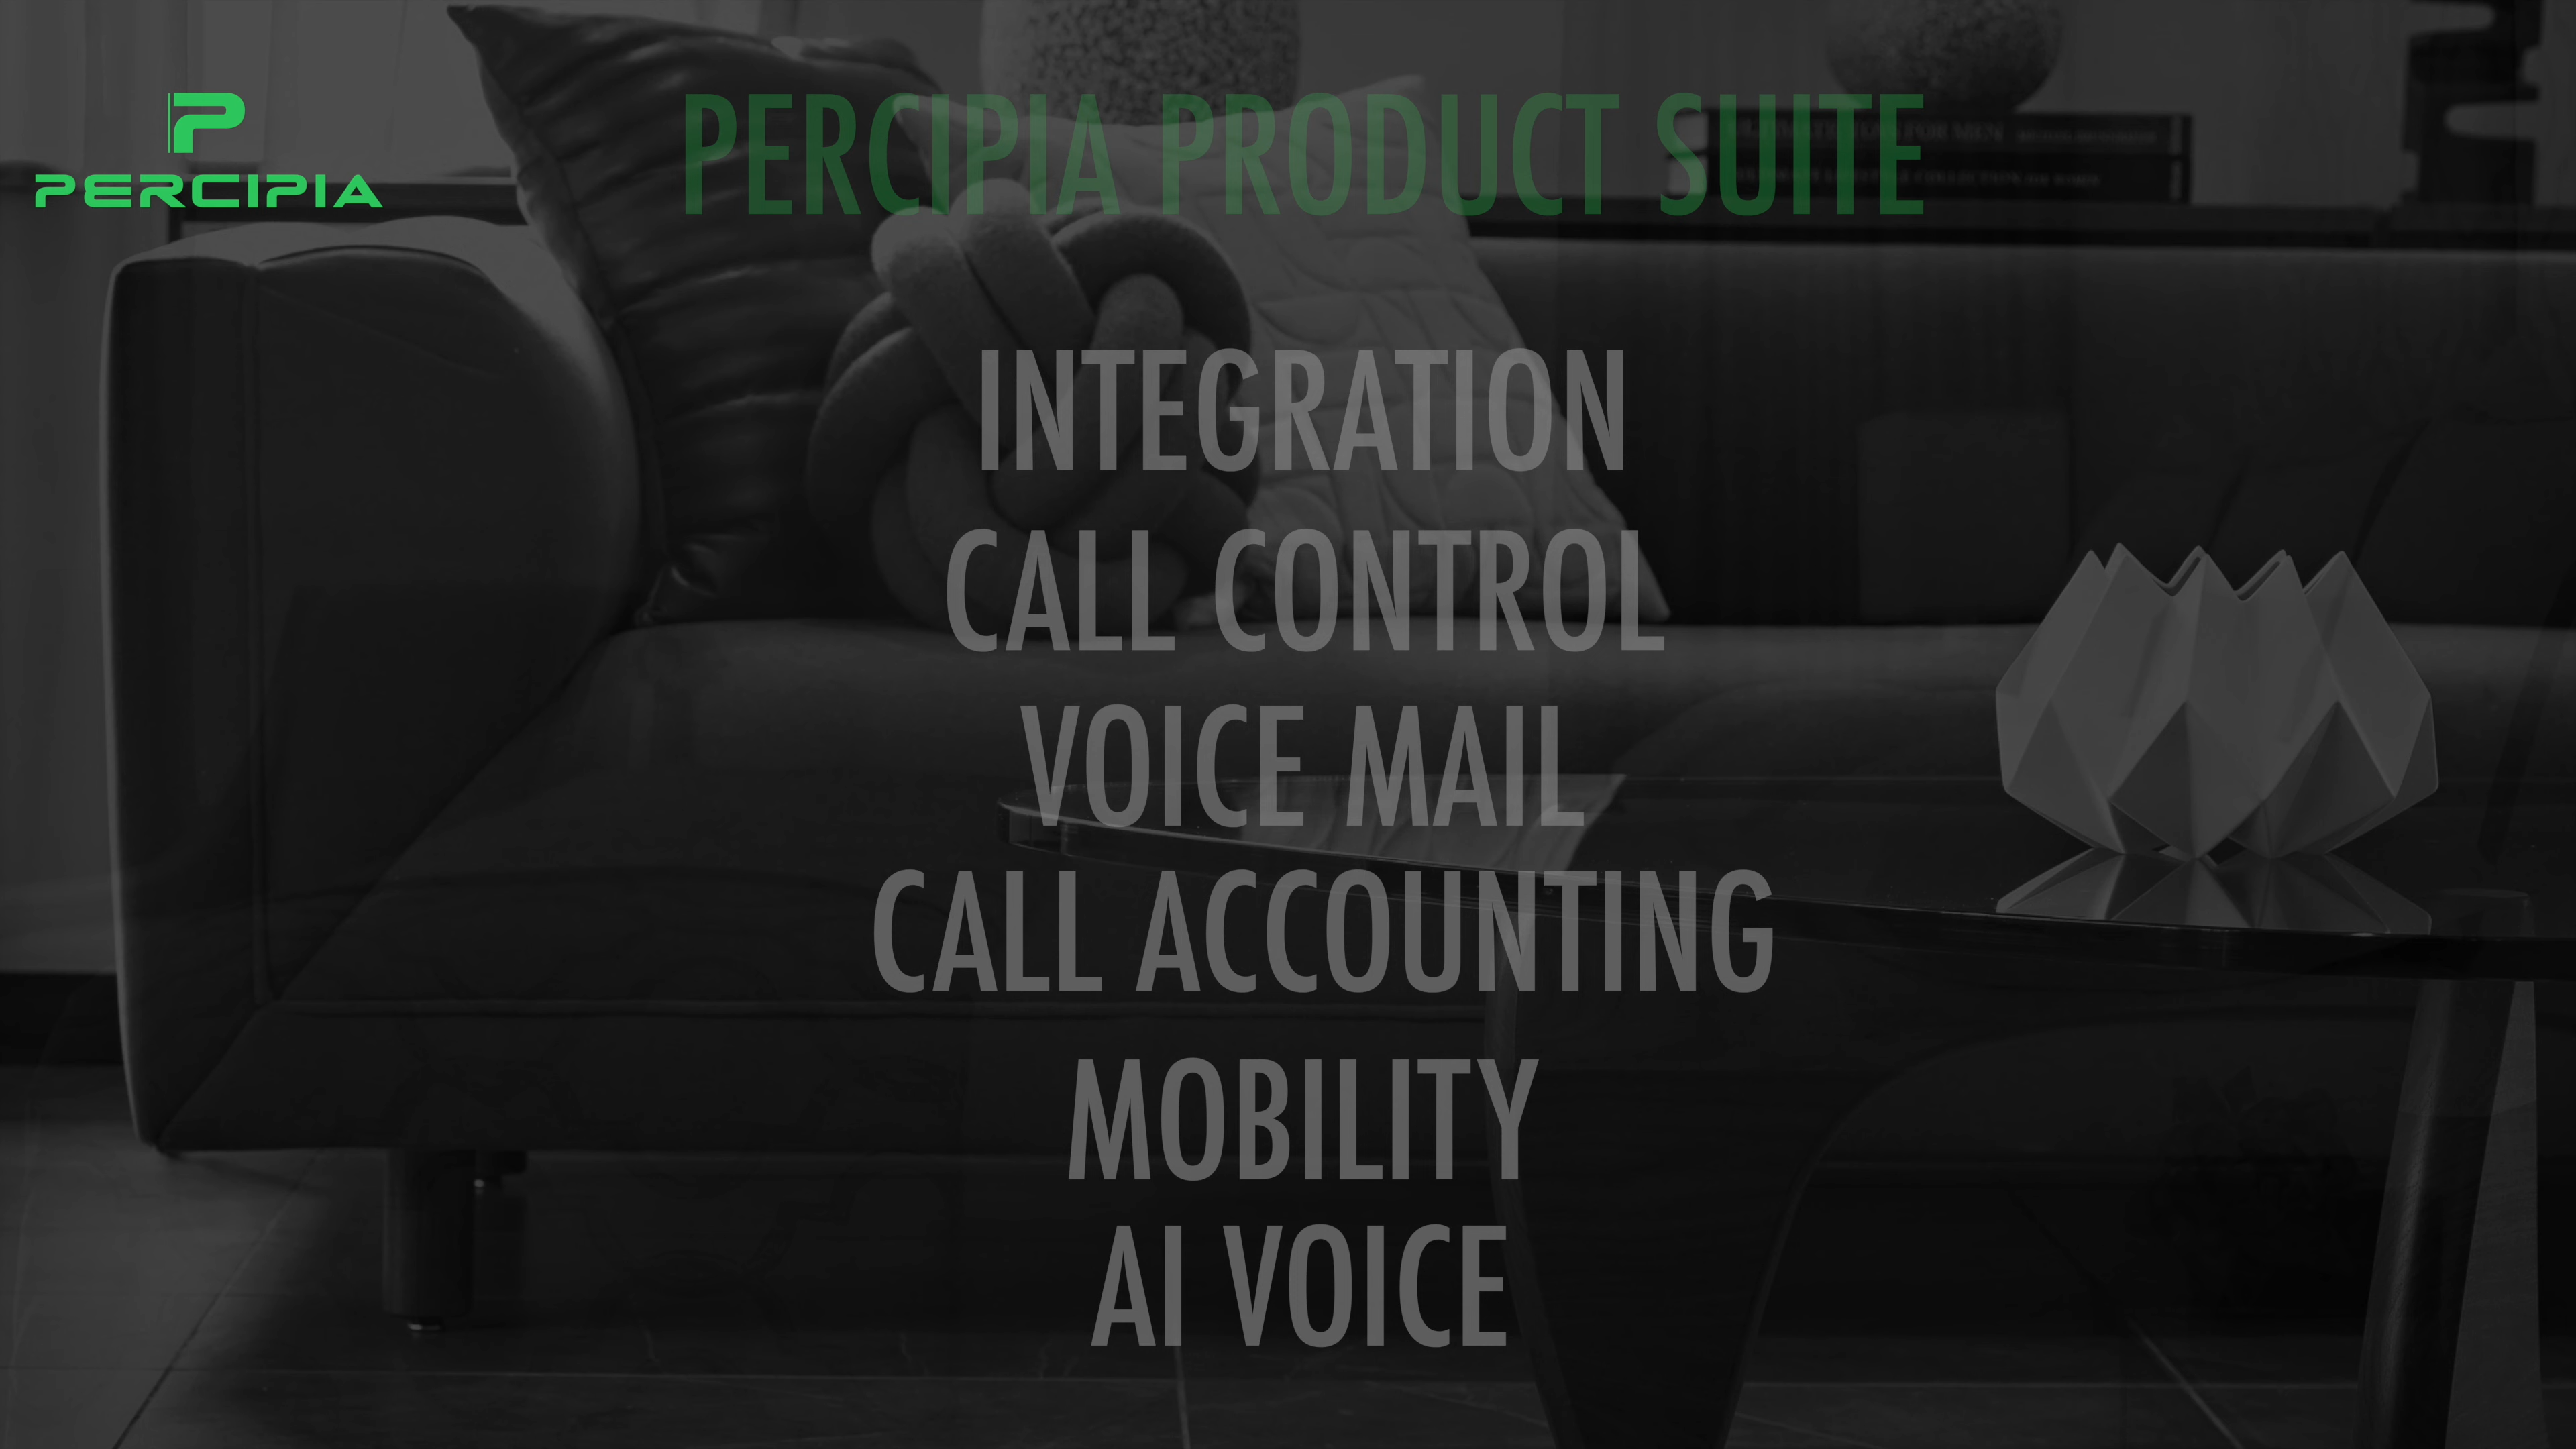 PERCIPIA
PERCIPIA PRODUCT SUITE
INTEGRATION
CALL CONTROL
VOICE MAIL
CALL ACCOUNTING
MOBILITY
AI VOICE